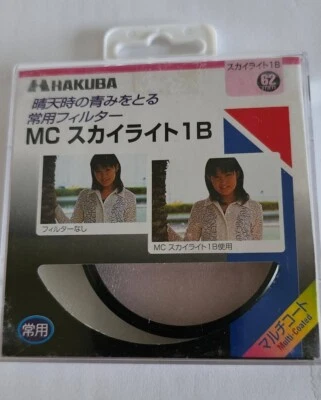 HAKUBA
スカイライト1B
62
mm
晴天時の青みをとる
常用フィルター
MC スカイライト1B
フィルターなし
MC スカイライト1B使用
常用
マルチコート
Multi-Coated